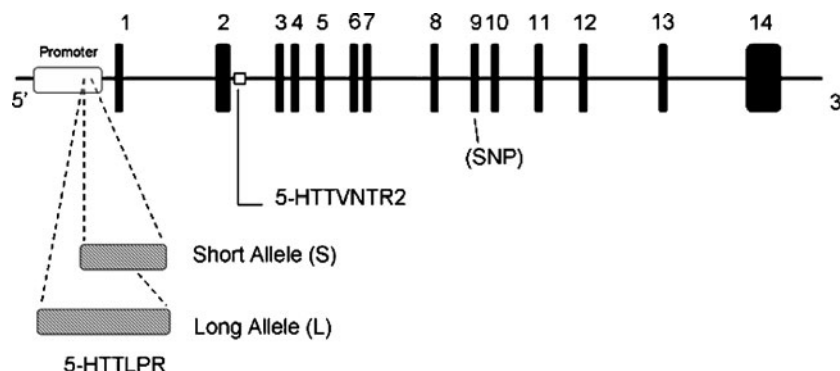 1 2 3 4 5 6 7 8 9 10 11 12 13 14
Promoter
5' 3
(SNP)
5-HTTVNTR2
Short Allele (S)
Long Allele (L)
5-HTTLPR